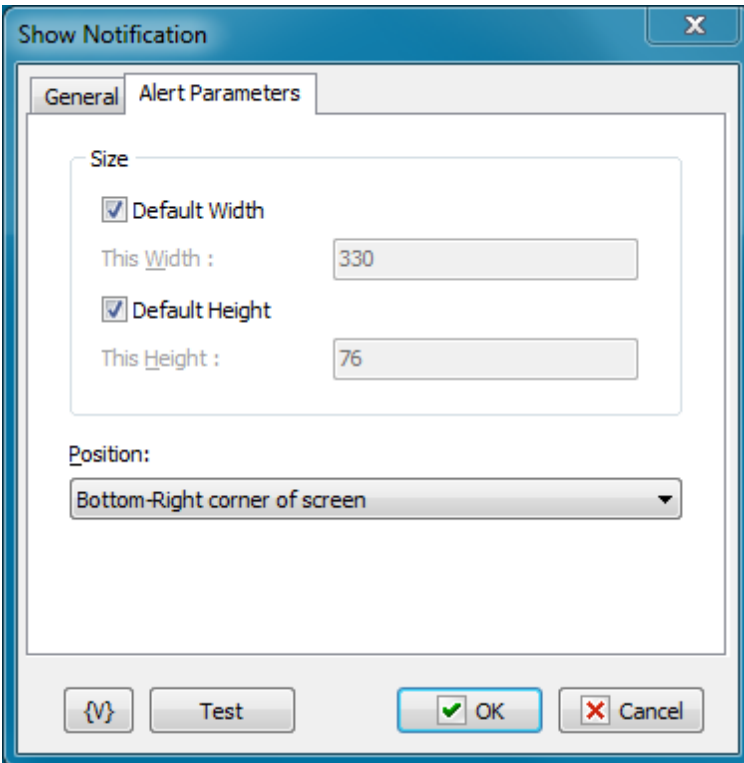 Show Notification
General Alert Parameters
Size
Default Width
This Width : 330
Default Height
This Height : 76
Position:
Bottom-Right corner of screen
{V} Test OK Cancel